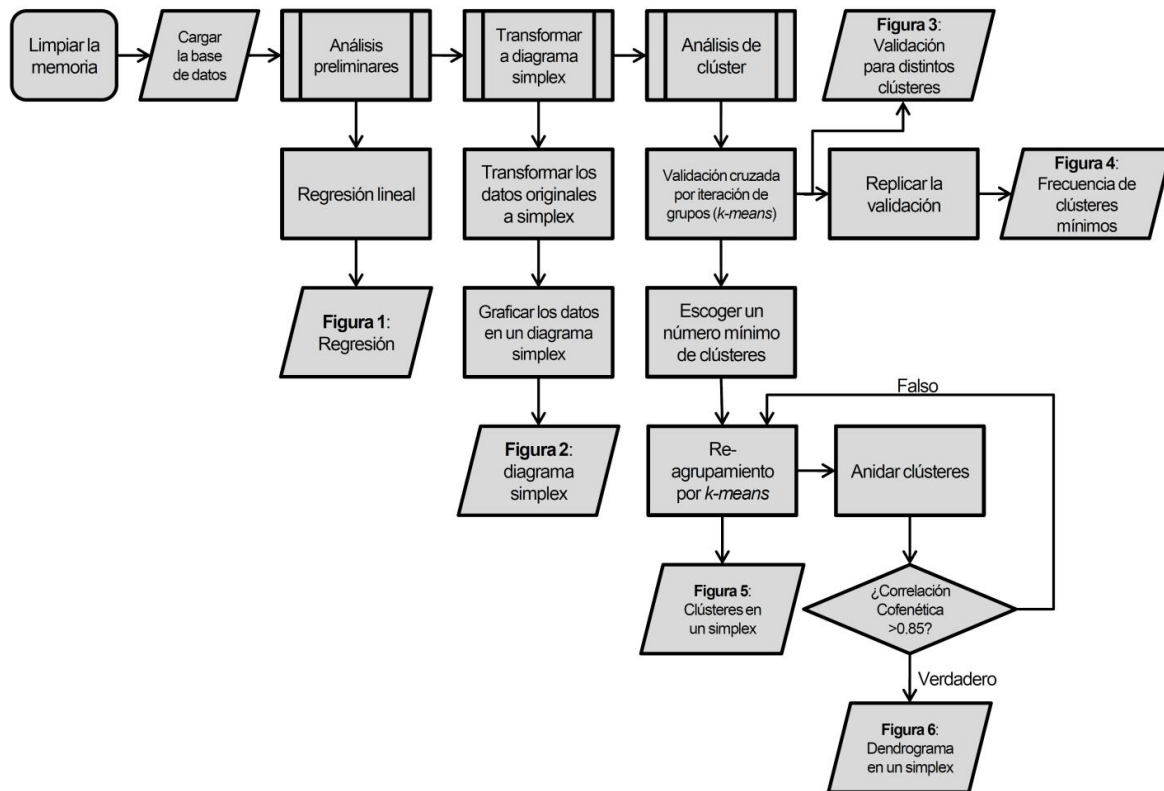 Limpiar la
memoria
Cargar
la base
de datos
Análisis
preliminares
Transformar
a diagrama
simplex
Análisis de
clúster
Figura 3:
Validación
para distintos
clústeres
Regresión lineal
Transformar los
datos originales
a simplex
Validación cruzada
por iteración de
grupos (k-means)
Replicar la
validación
Figura 4:
Frecuencia de
clústeres
mínimos
Figura 1:
Regresión
Graficar los datos
en un diagrama
simplex
Escoger un
número mínimo
de clústeres
Falso
Figura 2:
diagrama
simplex
Re-
agrupamiento
por k-means
Anidar clústeres
Figura 5:
Clústeres en
un simplex
¿Correlación
Cofenética
>0.85?
Verdadero
Figura 6:
Dendrograma
en un simplex